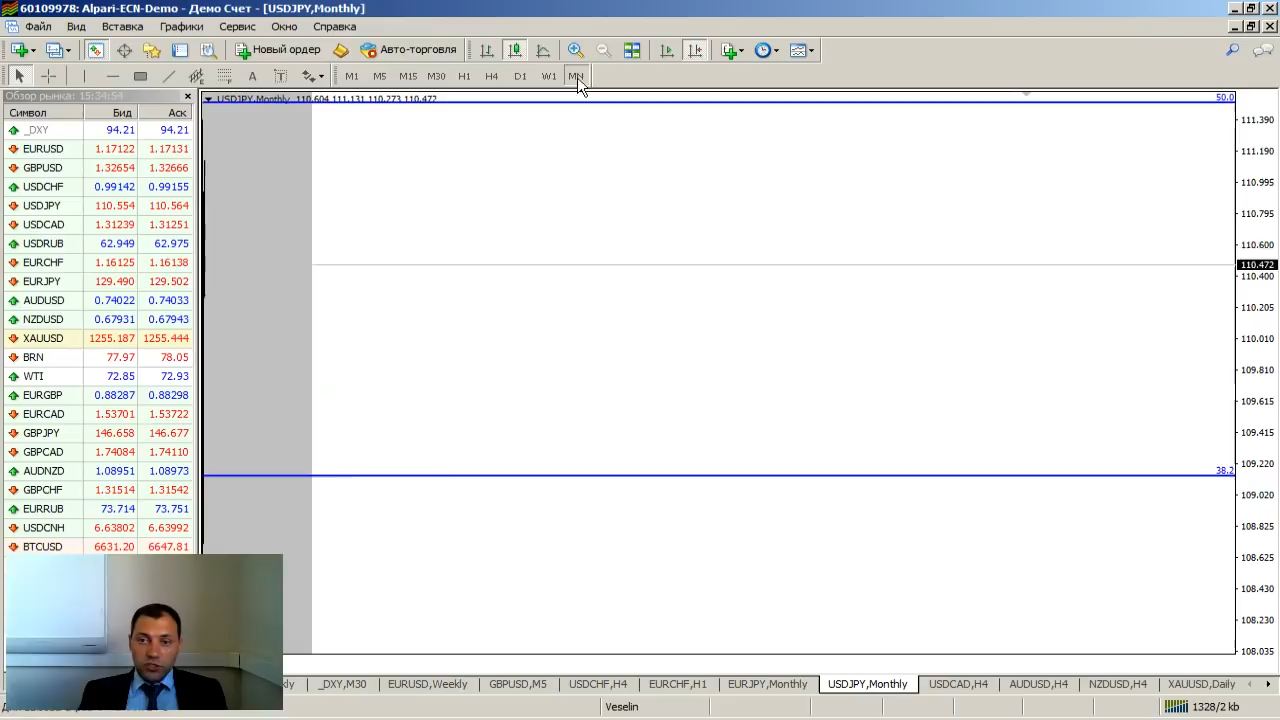 60109978: Alpari-ECN-Demo - Демо Счет - [USDJPY,Monthly]
Файл Вид Вставка Графики Сервис Окно Справка
Новый ордер Авто-торговля
A T M1 M5 M15 M30 H1 H4 D1 W1 MN
Обзор рынка: 15:34:54
Символ Бид Аск
_DXY 94.21 94.21
EURUSD 1.17122 1.17131
GBPUSD 1.32654 1.32666
USDCHF 0.99142 0.99155
USDJPY 110.554 110.564
USDCAD 1.31239 1.31251
USDRUB 62.949 62.975
EURCHF 1.16125 1.16138
EURJPY 129.490 129.502
AUDUSD 0.74022 0.74033
NZDUSD 0.67931 0.67943
XAUUSD 1255.187 1255.444
BRN 77.97 78.05
WTI 72.85 72.93
EURGBP 0.88287 0.88298
EURCAD 1.53701 1.53722
GBPJPY 146.658 146.677
GBPCAD 1.74084 1.74110
AUDNZD 1.08951 1.08973
GBPCHF 1.31514 1.31542
EURRUB 73.714 73.751
USDCNH 6.63802 6.63992
BTCUSD 6631.20 6647.81
USDJPY,Monthly 110.604 111.131 110.273 110.472
50.0
111.390
111.190
110.995
110.795
110.600
110.472
110.400
110.205
110.010
109.810
109.615
109.415
109.220
38.2
109.020
108.825
108.625
108.430
108.230
108.035
_DXY,M30 EURUSD,Weekly GBPUSD,M5 USDCHF,H4 EURCHF,H1 EURJPY,Monthly USDJPY,Monthly USDCAD,H4 AUDUSD,H4 NZDUSD,H4 XAUUSD,Daily
Veselin 1328/2 kb